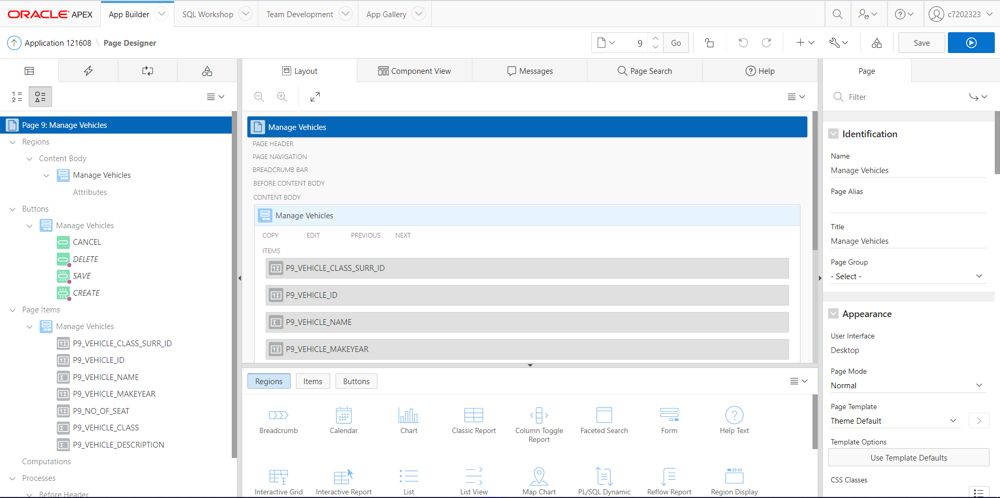 ORACLE APEX
App Builder
SQL Workshop
Team Development
App Gallery
c7202323
Application 121608 \ Page Designer
9
Go
Save
Layout
Component View
Messages
Page Search
Help
Page
Filter
Page 9: Manage Vehicles
Regions
Content Body
Manage Vehicles
Attributes
Buttons
Manage Vehicles
CANCEL
DELETE
SAVE
CREATE
Page Items
Manage Vehicles
P9_VEHICLE_CLASS_SURR_ID
P9_VEHICLE_ID
P9_VEHICLE_NAME
P9_VEHICLE_MAKEYEAR
P9_NO_OF_SEAT
P9_VEHICLE_CLASS
P9_VEHICLE_DESCRIPTION
Computations
Processes
Before Header
Manage Vehicles
PAGE HEADER
PAGE NAVIGATION
BREADCRUMB BAR
BEFORE CONTENT BODY
CONTENT BODY
Manage Vehicles
COPY EDIT PREVIOUS NEXT
ITEMS
P9_VEHICLE_CLASS_SURR_ID
P9_VEHICLE_ID
P9_VEHICLE_NAME
P9_VEHICLE_MAKEYEAR
Regions
Items
Buttons
Breadcrumb
Calendar
Chart
Classic Report
Column Toggle
Report
Faceted Search
Form
Help Text
Interactive Grid
Interactive Report
List
List View
Map Chart
PL/SQL Dynamic
Reflow Report
Region Display
Identification
Name
Manage Vehicles
Page Alias
Title
Manage Vehicles
Page Group
- Select -
Appearance
User Interface
Desktop
Page Mode
Normal
Page Template
Theme Default
Template Options
Use Template Defaults
CSS Classes